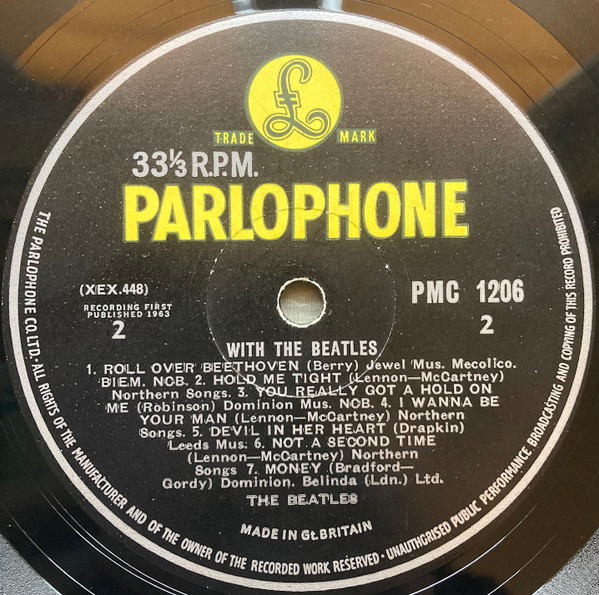 £
TRADE MARK
33⅓ R.P.M.
PARLOPHONE
(XEX.448)
RECORDING FIRST
PUBLISHED 1963
2
PMC 1206
2
WITH THE BEATLES
1. ROLL OVER BEETHOVEN (Berry) Jewel Mus. Mecolico.
BIEM. NCB. 2. HOLD ME TIGHT (Lennon—McCartney)
Northern Songs. 3. YOU REALLY GOT A HOLD ON
ME (Robinson) Dominion Mus. NCB. 4. I WANNA BE
YOUR MAN (Lennon—McCartney) Northern
Songs. 5. DEVIL IN HER HEART (Drapkin)
Leeds Mus. 6. NOT A SECOND TIME
(Lennon—McCartney) Northern
Songs 7. MONEY (Bradford—
Gordy) Dominion. Belinda (Ldn.) Ltd.
THE BEATLES
MADE IN Gt. BRITAIN
THE PARLOPHONE CO. LTD. · ALL RIGHTS OF THE MANUFACTURER AND OF THE OWNER OF THE RECORDED WORK RESERVED · UNAUTHORISED PUBLIC PERFORMANCE BROADCASTING AND COPYING OF THIS RECORD PROHIBITED